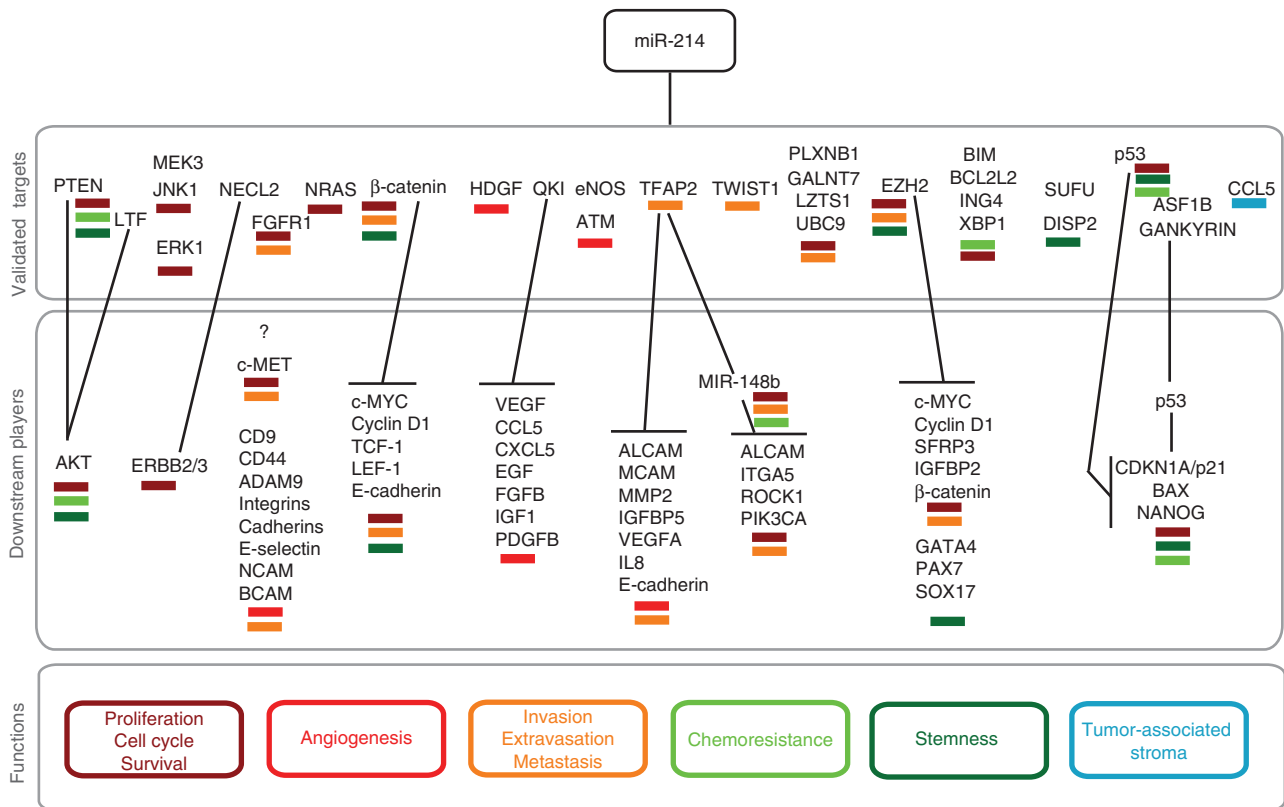 miR-214
Validated targets
PTEN
LTF
MEK3
JNK1
ERK1
NECL2
FGFR1
NRAS
β-catenin
HDGF
QKI
eNOS
ATM
TFAP2
TWIST1
PLXNB1
GALNT7
LZTS1
UBC9
EZH2
BIM
BCL2L2
ING4
XBP1
SUFU
DISP2
p53
ASF1B
GANKYRIN
CCL5
Downstream players
AKT
ERBB2/3
?
c-MET
CD9
CD44
ADAM9
Integrins
Cadherins
E-selectin
NCAM
BCAM
c-MYC
Cyclin D1
TCF-1
LEF-1
E-cadherin
VEGF
CCL5
CXCL5
EGF
FGFB
IGF1
PDGFB
ALCAM
MCAM
MMP2
IGFBP5
VEGFA
IL8
E-cadherin
MIR-148b
ALCAM
ITGA5
ROCK1
PIK3CA
c-MYC
Cyclin D1
SFRP3
IGFBP2
β-catenin
GATA4
PAX7
SOX17
p53
CDKN1A/p21
BAX
NANOG
Functions
Proliferation
Cell cycle
Survival
Angiogenesis
Invasion
Extravasation
Metastasis
Chemoresistance
Stemness
Tumor-associated
stroma